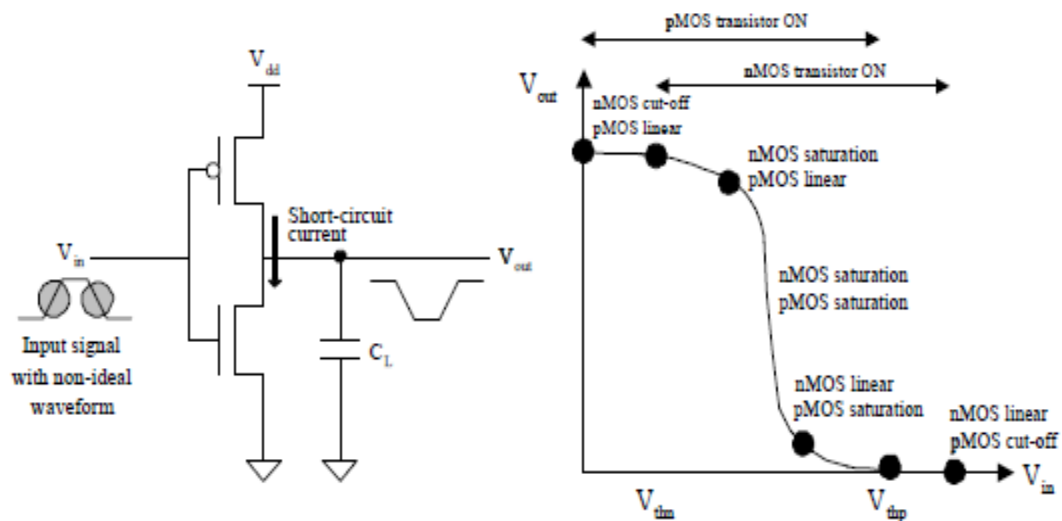 V_dd
Short-circuit
current
V_in
V_out
C_L
Input signal
with non-ideal
waveform
pMOS transistor ON
nMOS transistor ON
V_out
nMOS cut-off
pMOS linear
nMOS saturation
pMOS linear
nMOS saturation
pMOS saturation
nMOS linear
pMOS saturation
nMOS linear
pMOS cut-off
V_in
V_thn
V_thp